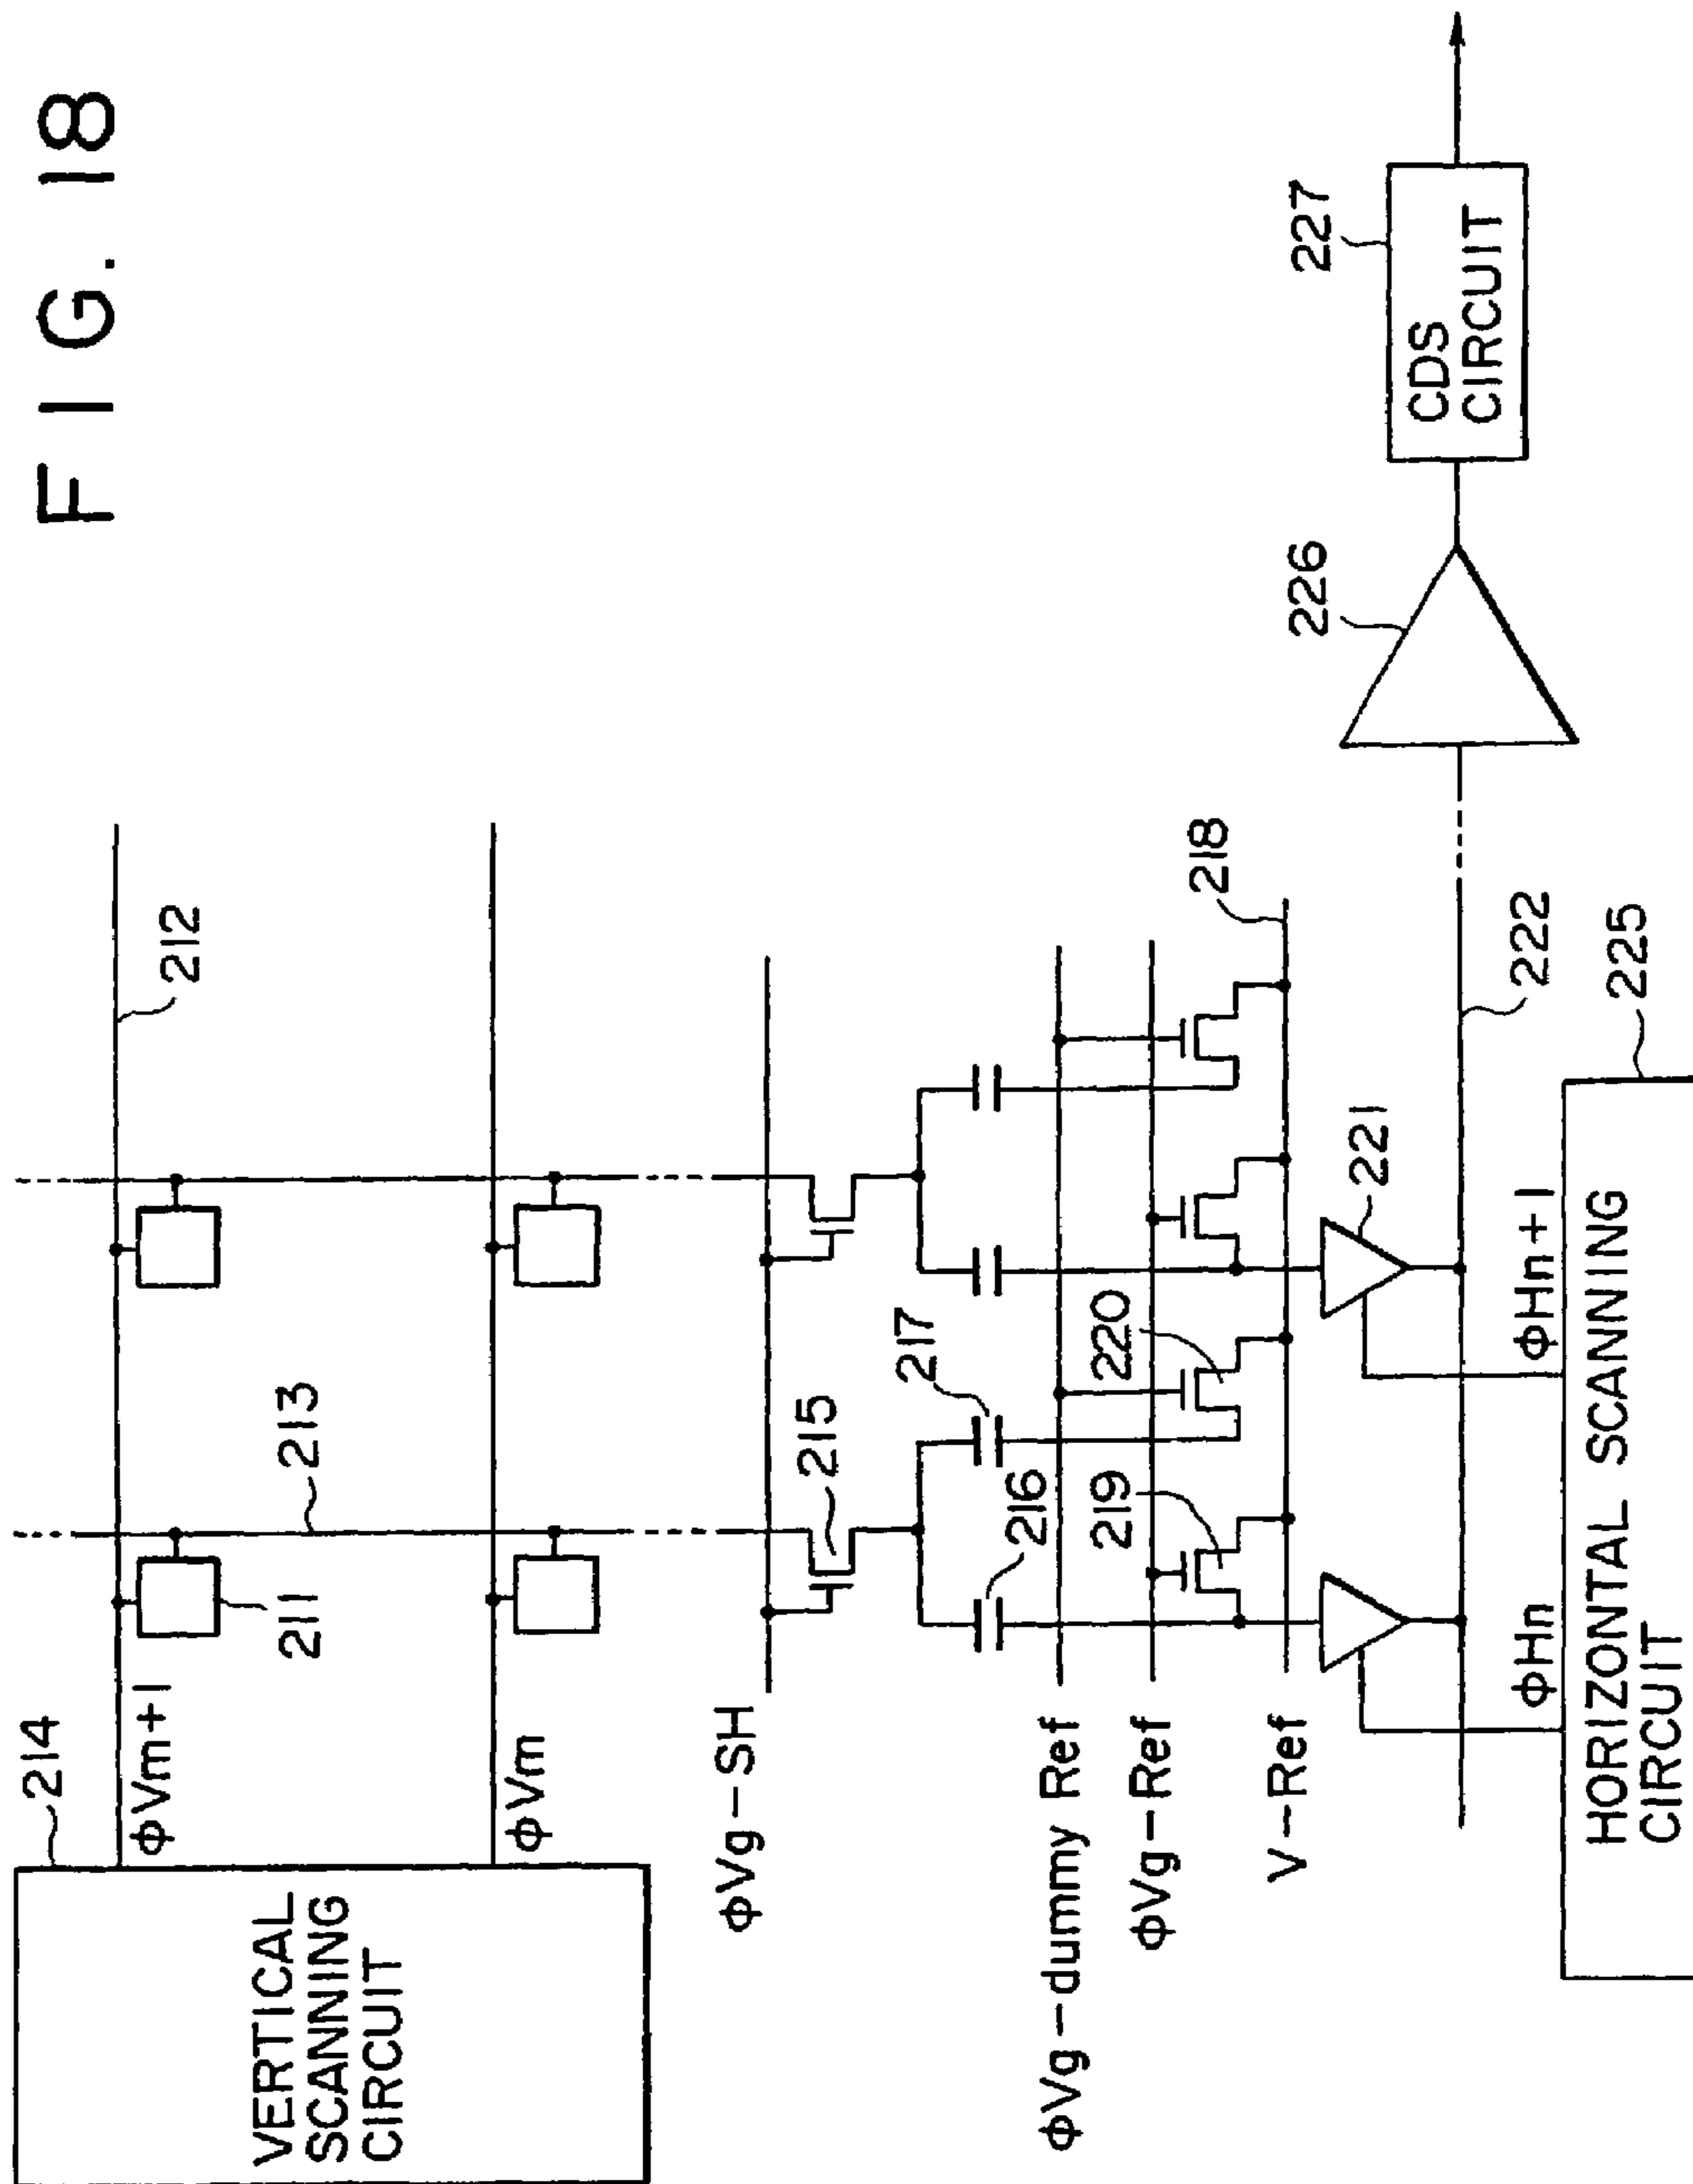 FIG. 18
214
VERTICAL
SCANNING
CIRCUIT
ΦVm+1
ΦVm
211
213
212
ΦVg-SH
215
216
217
ΦVg-dummy Ref
ΦVg-Ref
V-Ref
219
220
218
221
ΦHn
ΦHn+1
222
225
HORIZONTAL SCANNING
CIRCUIT
226
227
CDS
CIRCUIT